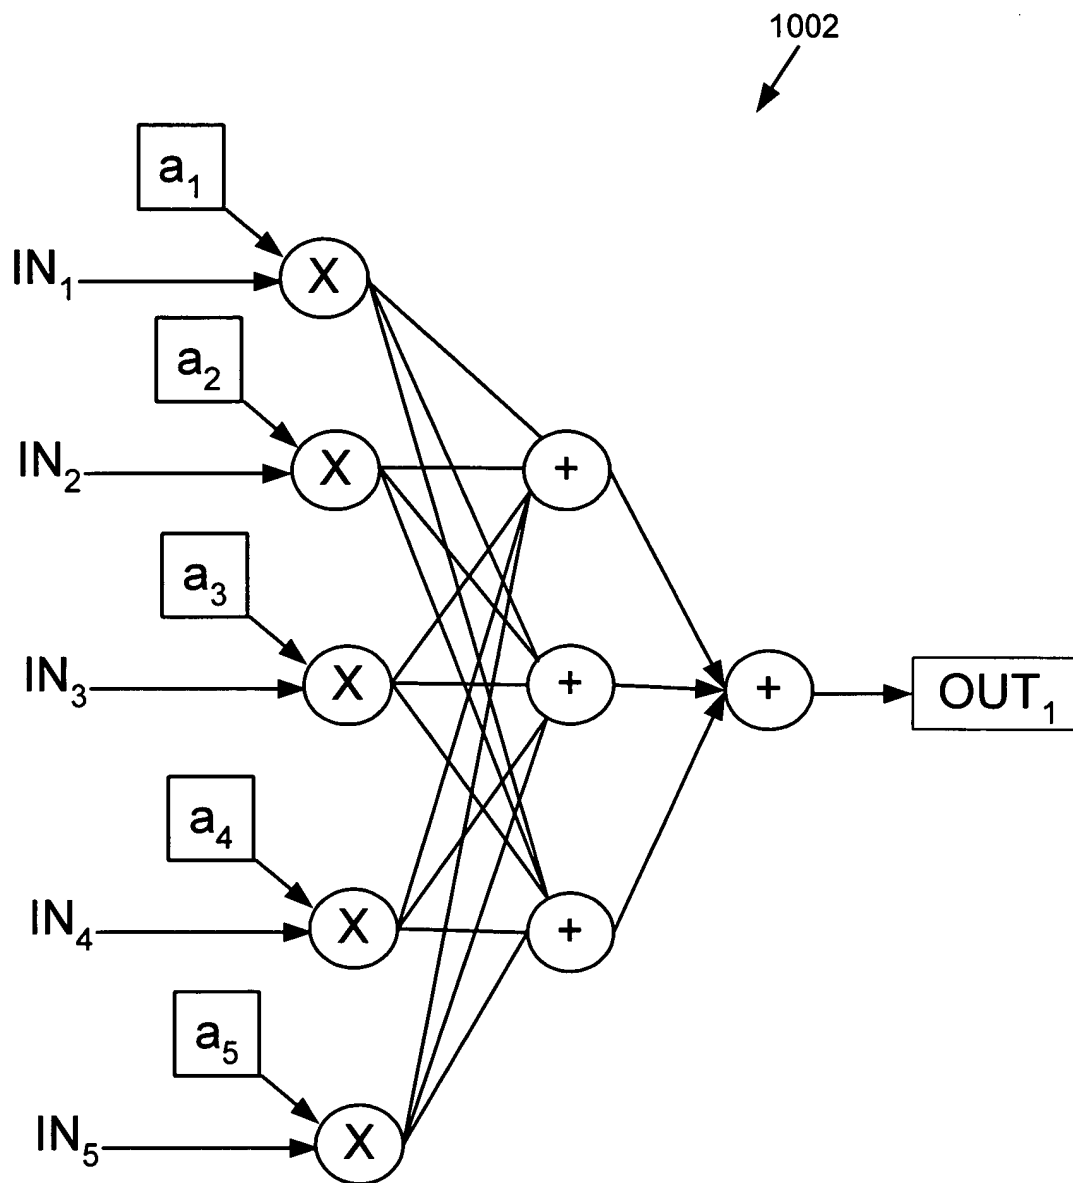 1002
a₁
IN₁
X
a₂
IN₂
X
+
a₃
IN₃
X
+
+
OUT₁
a₄
IN₄
X
+
a₅
IN₅
X